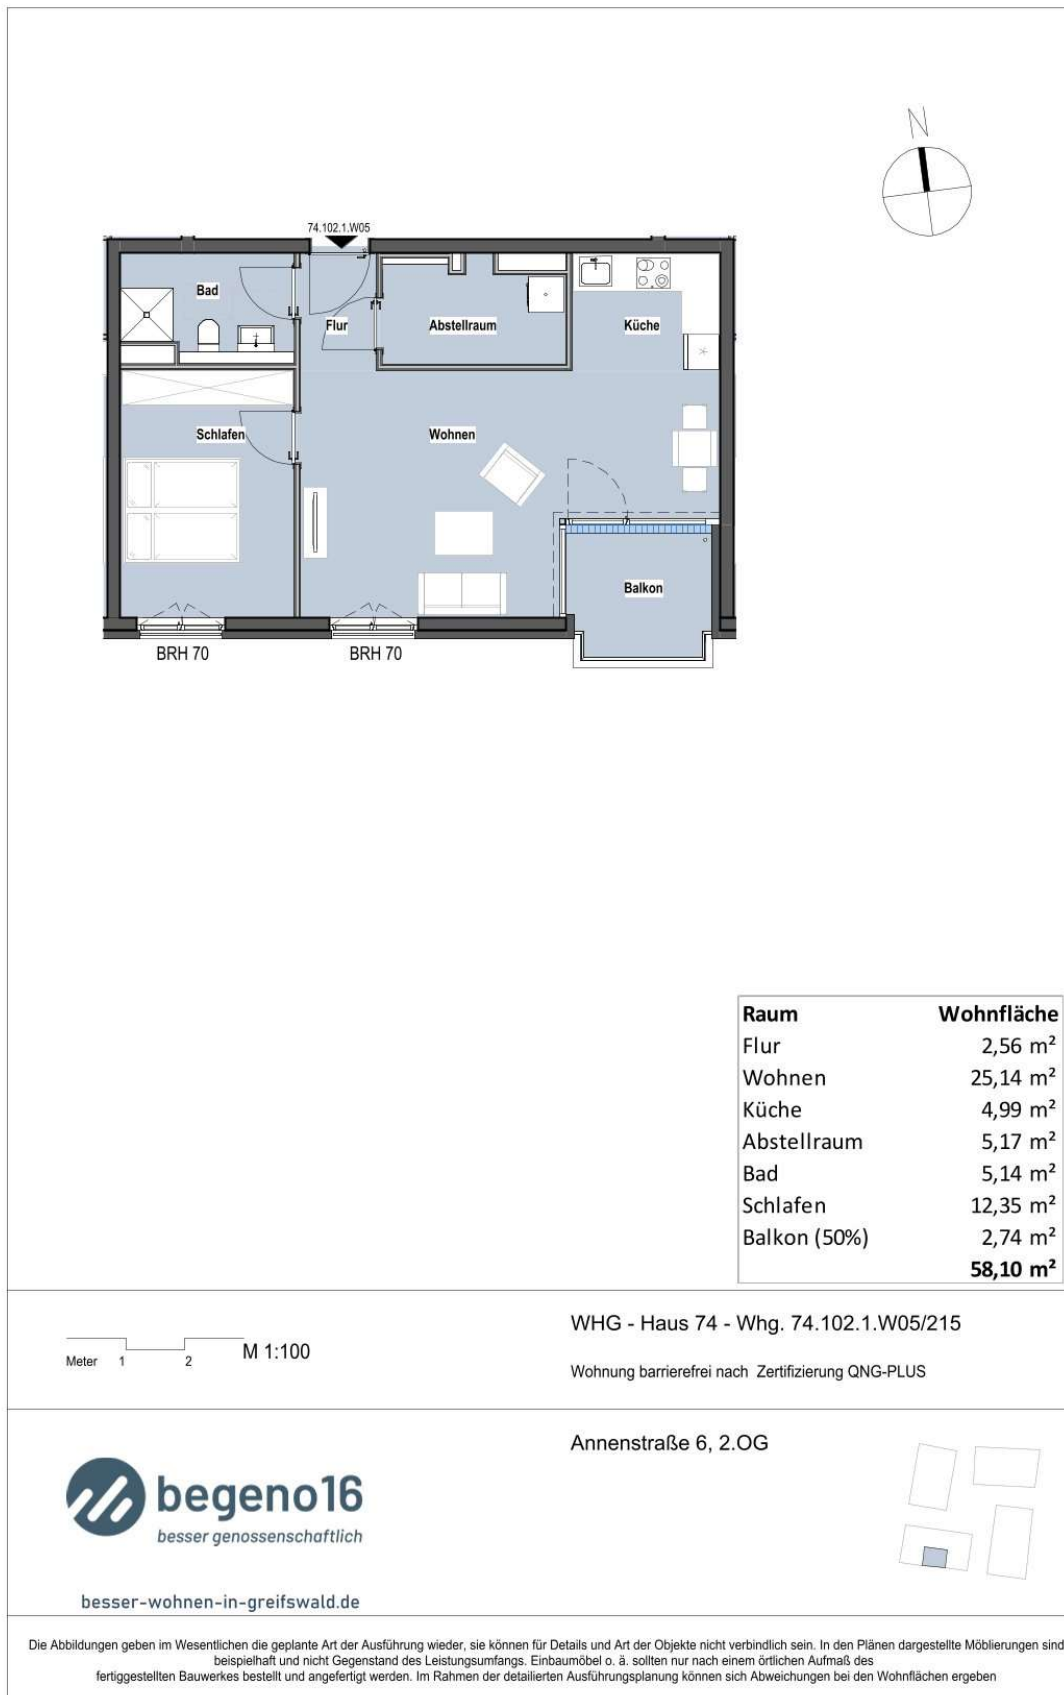 N
74.102.1.W05
Bad
Flur
Abstellraum
Küche
Schlafen
Wohnen
Balkon
BRH 70
BRH 70
Raum Wohnfläche
Flur 2,56 m²
Wohnen 25,14 m²
Küche 4,99 m²
Abstellraum 5,17 m²
Bad 5,14 m²
Schlafen 12,35 m²
Balkon (50%) 2,74 m²
58,10 m²
Meter 1 2 M 1:100
WHG - Haus 74 - Whg. 74.102.1.W05/215
Wohnung barrierefrei nach Zertifizierung QNG-PLUS
Annenstraße 6, 2.OG
begeno16
besser genossenschaftlich
besser-wohnen-in-greifswald.de
Die Abbildungen geben im Wesentlichen die geplante Art der Ausführung wieder, sie können für Details und Art der Objekte nicht verbindlich sein. In den Plänen dargestellte Möblierungen sind
beispielhaft und nicht Gegenstand des Leistungsumfangs. Einbaumöbel o. ä. sollten nur nach einem örtlichen Aufmaß des
fertiggestellten Bauwerkes bestellt und angefertigt werden. Im Rahmen der detailierten Ausführungsplanung können sich Abweichungen bei den Wohnflächen ergeben